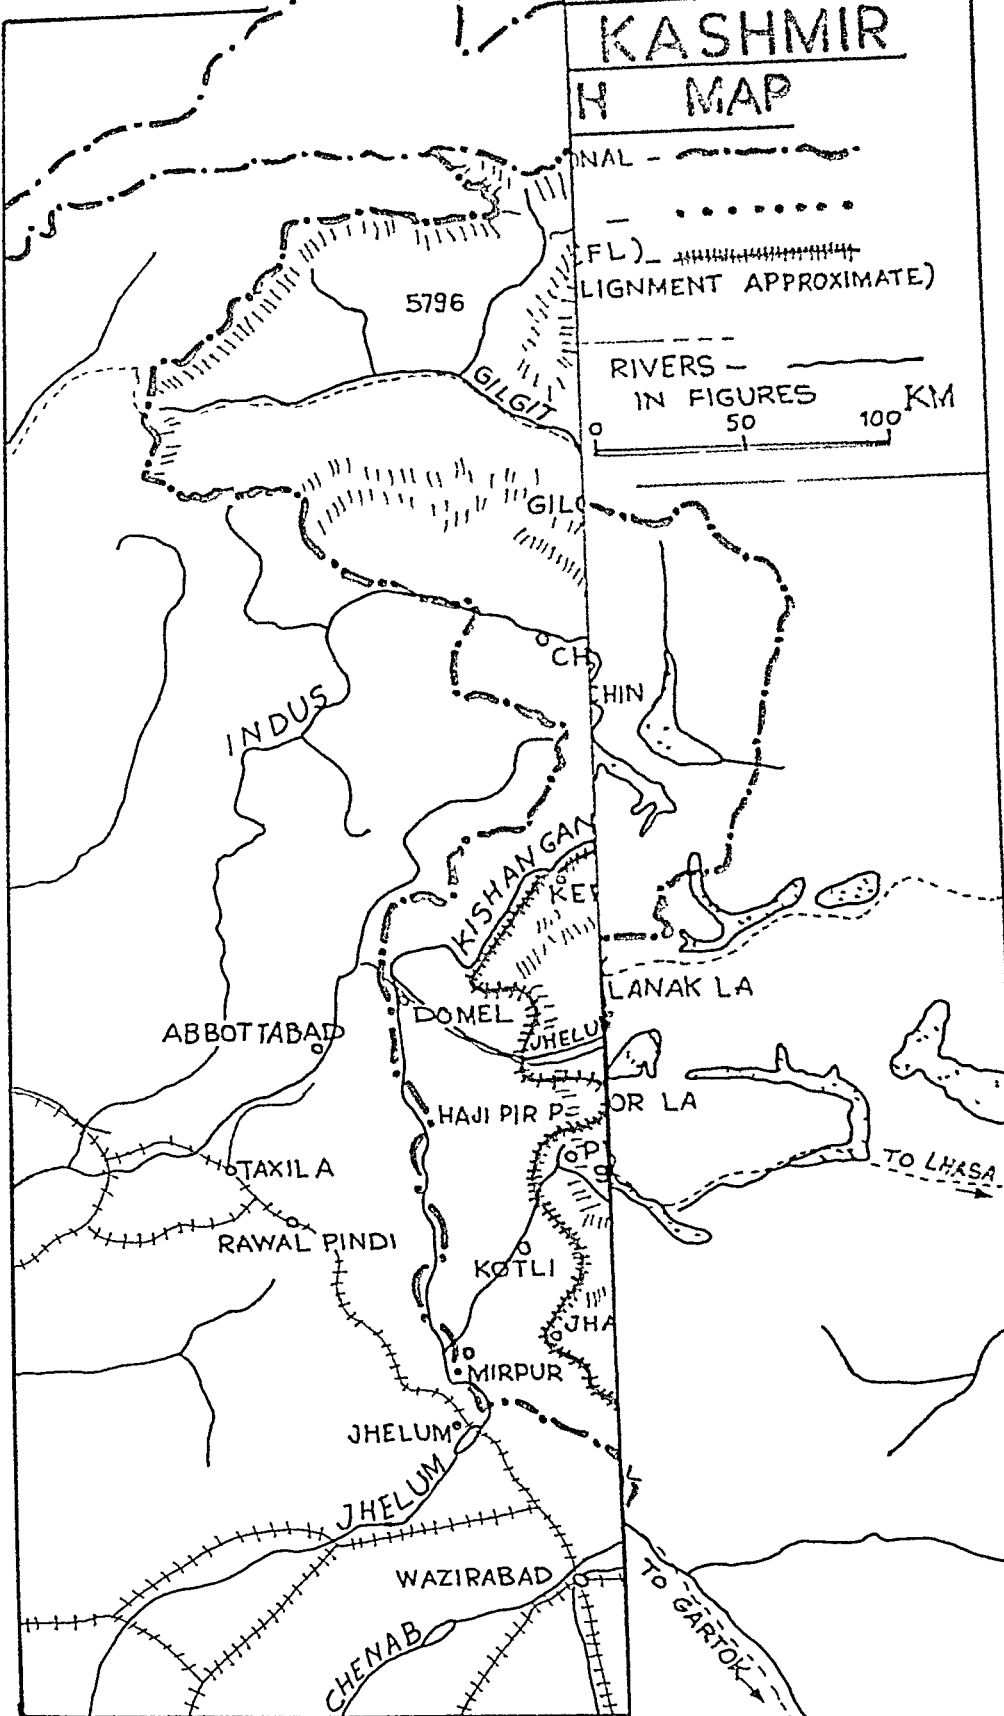 KASHMIR
H MAP
NAL -
-
(FL)-
LIGNMENT APPROXIMATE)
RIVERS -
IN FIGURES
KM
0 50 100
5796
GILGIT
GIL
CH
CHIN
INDUS
KISHAN GAN
KE
LANAK LA
DOMEL
ABBOTTABAD
JHELU
HAJI PIR P
OR LA
P
TAXILA
TO LHASA
RAWAL PINDI
KOTLI
JHA
MIRPUR
JHELUM
JHELUM
WAZIRABAD
TO GARTOK
CHENAB